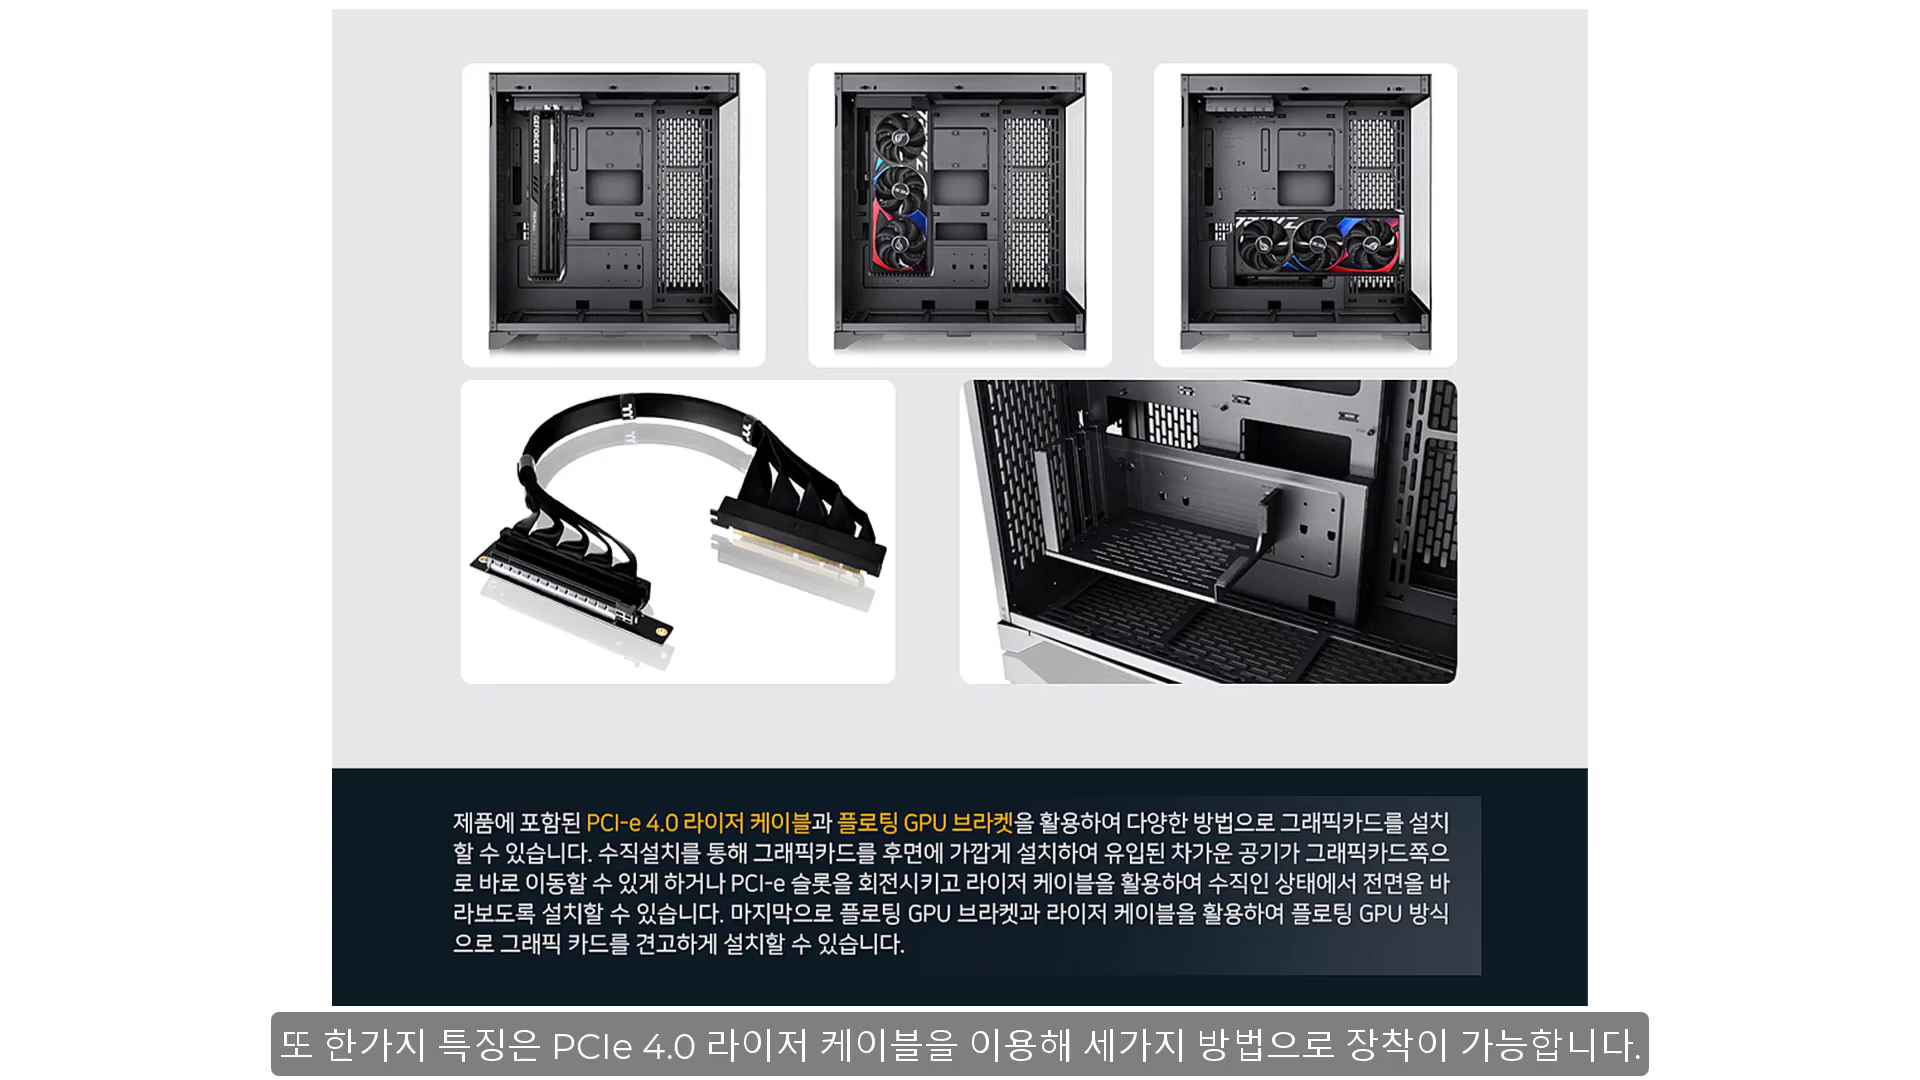 GEFORCE RTX
제품에 포함된 PCI-e 4.0 라이저 케이블과 플로팅 GPU 브라켓을 활용하여 다양한 방법으로 그래픽카드를 설치
할 수 있습니다. 수직설치를 통해 그래픽카드를 후면에 가깝게 설치하여 유입된 차가운 공기가 그래픽카드쪽으
로 바로 이동할 수 있게 하거나 PCI-e 슬롯을 회전시키고 라이저 케이블을 활용하여 수직인 상태에서 전면을 바
라보도록 설치할 수 있습니다. 마지막으로 플로팅 GPU 브라켓과 라이저 케이블을 활용하여 플로팅 GPU 방식
으로 그래픽 카드를 견고하게 설치할 수 있습니다.
또 한가지 특징은 PCIe 4.0 라이저 케이블을 이용해 세가지 방법으로 장착이 가능합니다.